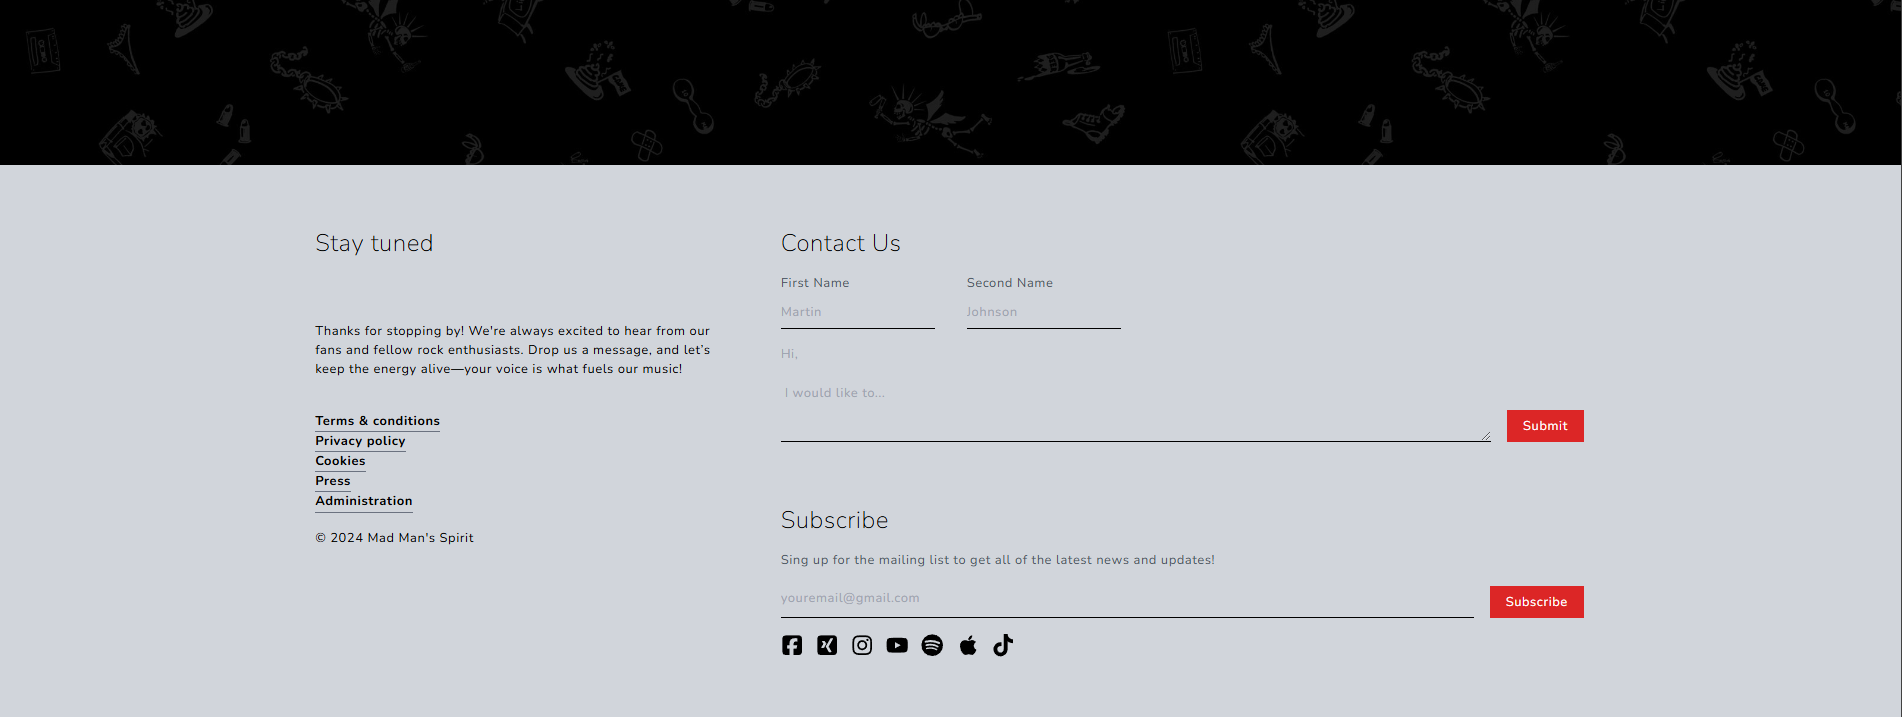 Stay tuned
Thanks for stopping by! We're always excited to hear from our
fans and fellow rock enthusiasts. Drop us a message, and let's
keep the energy alive—your voice is what fuels our music!
Terms & conditions
Privacy policy
Cookies
Press
Administration
© 2024 Mad Man's Spirit
Contact Us
First Name
Second Name
Martin
Johnson
Hi,
I would like to...
Submit
Subscribe
Sing up for the mailing list to get all of the latest news and updates!
youremail@gmail.com
Subscribe